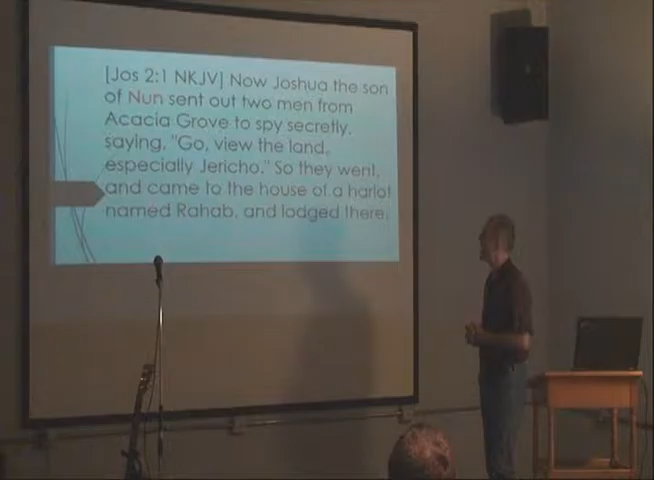 [Jos 2:1 NKJV] Now Joshua the son
of Nun sent out two men from
Acacia Grove to spy secretly,
saying, "Go, view the land,
especially Jericho." So they went,
and came to the house of a harlot
named Rahab, and lodged there.